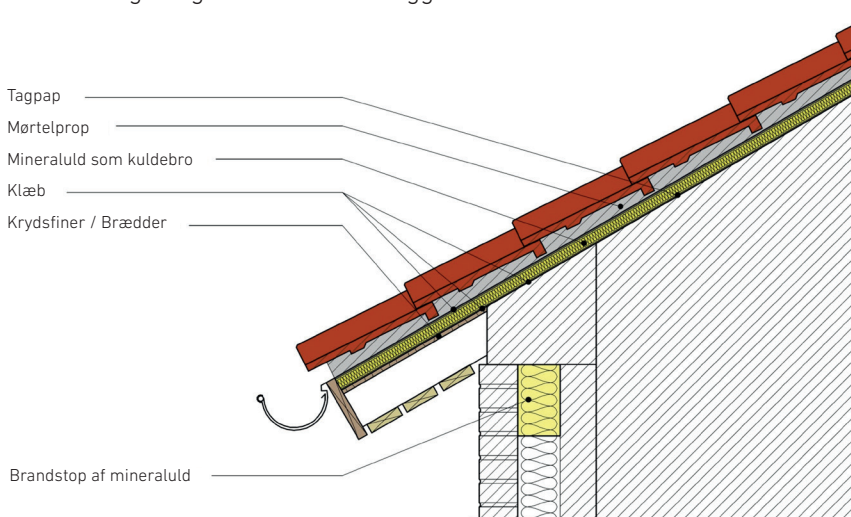 Tagpap
Mørtelprop
Mineraluld som kuldebro
Klæb
Krydsfiner / Brædder
Brandstop af mineraluld